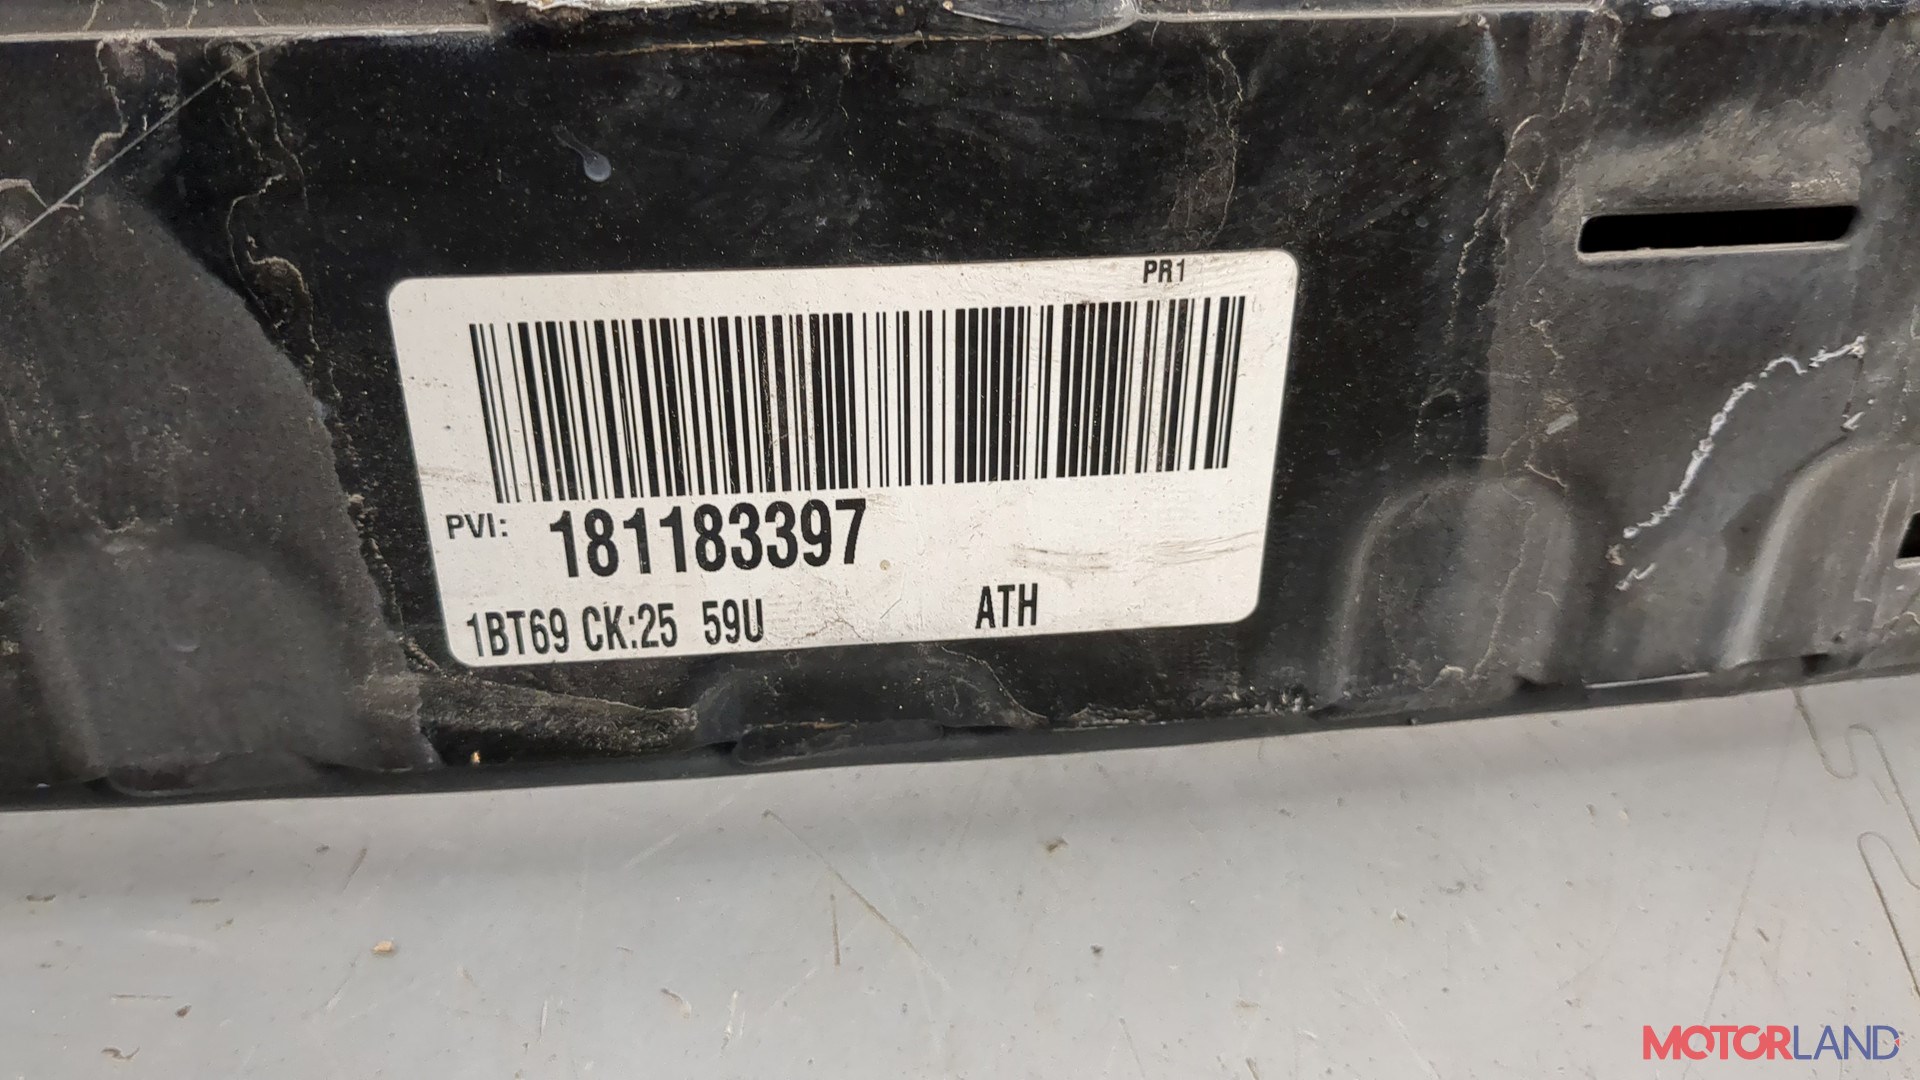 PR1
PVI: 181183397
1BT69 CK:25 59U ATH
MOTORLAND